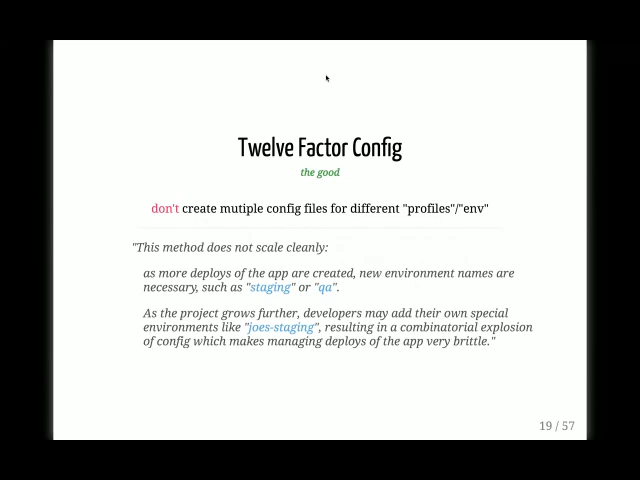 Twelve Factor Config
the good
don't create mutiple config files for different "profiles"/"env"
"This method does not scale cleanly:
as more deploys of the app are created, new environment names are
necessary, such as "staging" or "qa".
As the project grows further, developers may add their own special
environments like "joes-staging", resulting in a combinatorial explosion
of config which makes managing deploys of the app very brittle."
19 / 57